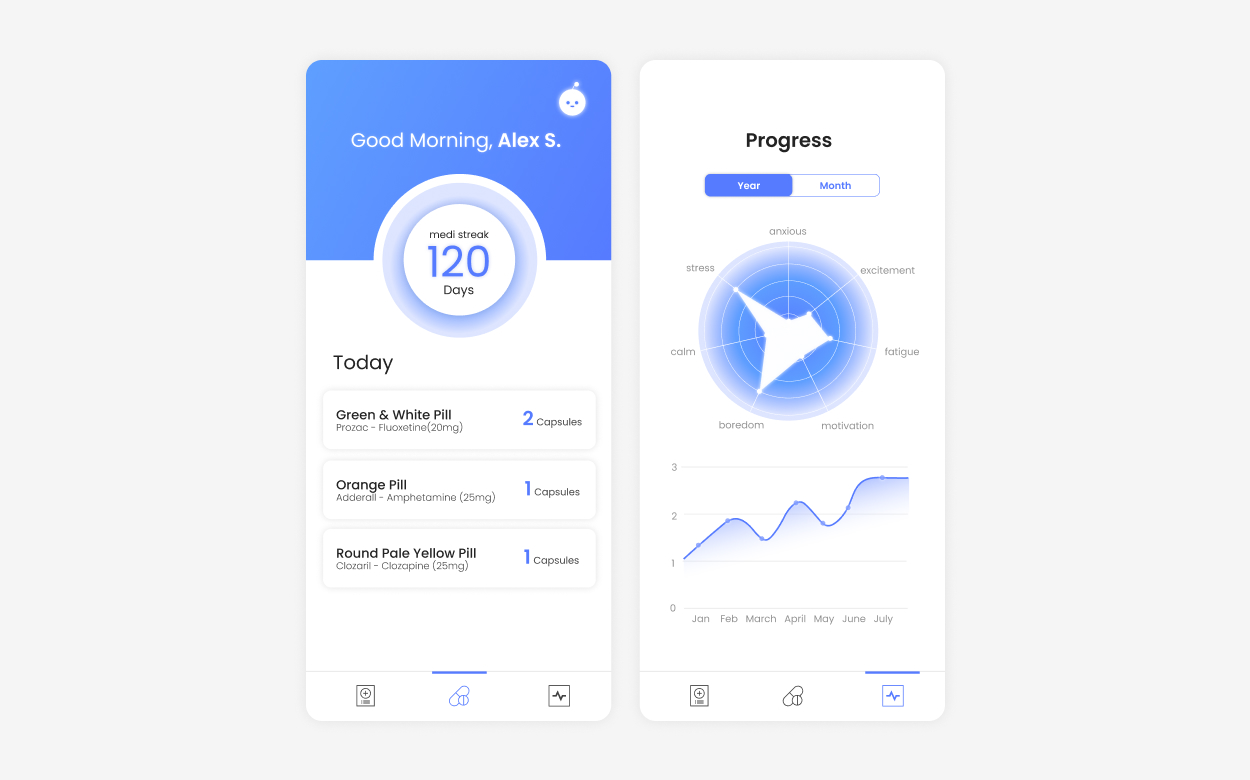 Good Morning, Alex S.
medi streak
120
Days
Today
Green & White Pill
Prozac - Fluoxetine(20mg)
2 Capsules
Orange Pill
Adderall - Amphetamine (25mg)
1 Capsules
Round Pale Yellow Pill
Clozaril - Clozapine (25mg)
1 Capsules
Progress
Year Month
anxious
stress
excitement
calm
fatigue
boredom
motivation
3
2
1
0
Jan Feb March April May June July